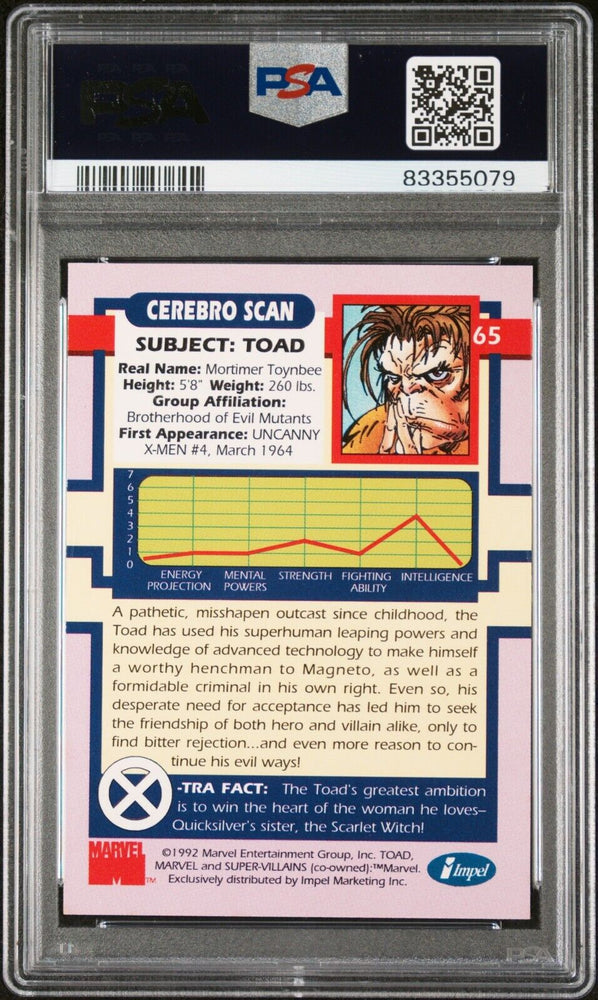 PSA
PSA
83355079
CEREBRO SCAN
65
SUBJECT: TOAD
Real Name: Mortimer Toynbee
Height: 5'8" Weight: 260 lbs.
Group Affiliation:
Brotherhood of Evil Mutants
First Appearance: UNCANNY
X-MEN #4, March 1964
7
6
5
4
3
2
1
0
ENERGY PROJECTION
MENTAL POWERS
STRENGTH
FIGHTING ABILITY
INTELLIGENCE
A pathetic, misshapen outcast since childhood, the
Toad has used his superhuman leaping powers and
knowledge of advanced technology to make himself
a worthy henchman to Magneto, as well as a
formidable criminal in his own right. Even so, his
desperate need for acceptance has led him to seek
the friendship of both hero and villain alike, only to
find bitter rejection...and even more reason to con-
tinue his evil ways!
X-TRA FACT: The Toad's greatest ambition
is to win the heart of the woman he loves–
Quicksilver's sister, the Scarlet Witch!
MARVEL
M™
©1992 Marvel Entertainment Group, Inc. TOAD,
MARVEL and SUPER-VILLAINS (co-owned):™Marvel.
Exclusively distributed by Impel Marketing Inc.
Impel
PSA